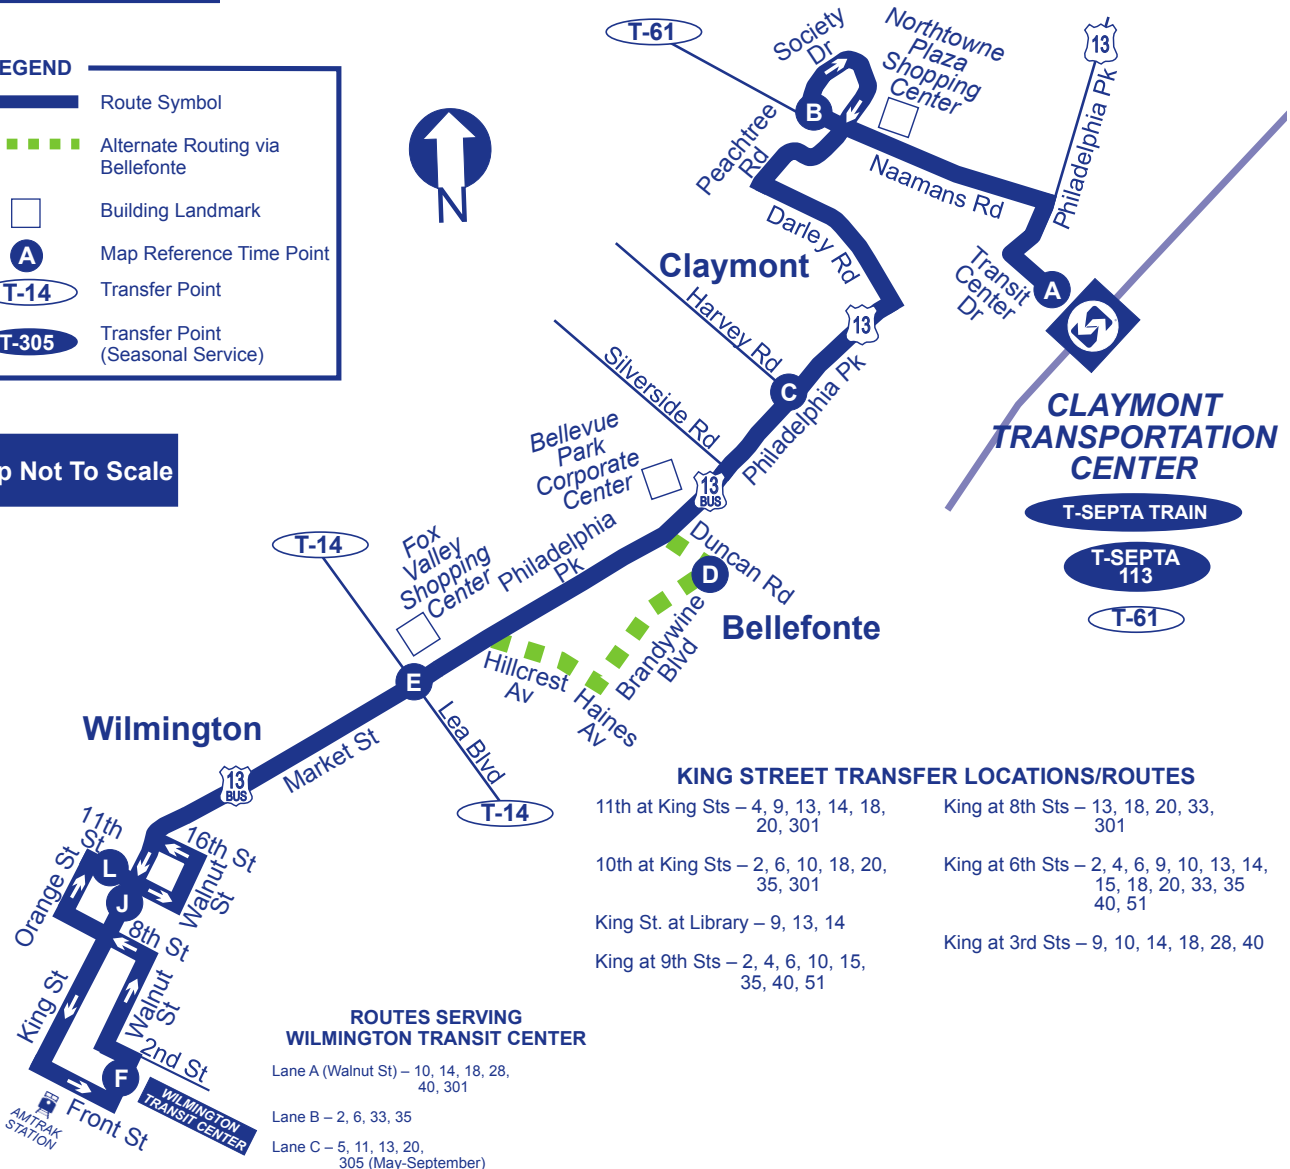 EGEND
Route Symbol
Alternate Routing via
Bellefonte
Building Landmark
A
Map Reference Time Point
T-14
Transfer Point
T-305
Transfer Point
(Seasonal Service)
p Not To Scale
N
T-61
Society
Dr
Northtowne
Plaza
Shopping
Center
13
Philadelphia Pk
B
Peachtree
Rd
Naamans Rd
Darley Rd
Transit
Center
Dr
A
Claymont
Harvey Rd
13
Silverside Rd
C
Philadelphia Pk
CLAYMONT
TRANSPORTATION
CENTER
T-SEPTA TRAIN
T-SEPTA
113
T-61
Bellevue
Park
Corporate
Center
13
BUS
T-14
Fox
Valley
Shopping
Center
Philadelphia
Pk
Duncan Rd
D
Bellefonte
Brandywine
Blvd
Hillcrest
Av
Haines
Av
E
Lea Blvd
T-14
Wilmington
Market St
13
BUS
11th
St
16th St
Walnut
St
Orange St
L
J
8th St
King St
Walnut
St
2nd St
F
WILMINGTON
TRANSIT CENTER
Front St
AMTRAK
STATION
KING STREET TRANSFER LOCATIONS/ROUTES
11th at King Sts – 4, 9, 13, 14, 18,
20, 301
10th at King Sts – 2, 6, 10, 18, 20,
35, 301
King St. at Library – 9, 13, 14
King at 9th Sts – 2, 4, 6, 10, 15,
35, 40, 51
King at 8th Sts – 13, 18, 20, 33,
301
King at 6th Sts – 2, 4, 6, 9, 10, 13, 14,
15, 18, 20, 33, 35
40, 51
King at 3rd Sts – 9, 10, 14, 18, 28, 40
ROUTES SERVING
WILMINGTON TRANSIT CENTER
Lane A (Walnut St) – 10, 14, 18, 28,
40, 301
Lane B – 2, 6, 33, 35
Lane C – 5, 11, 13, 20,
305 (May-September)